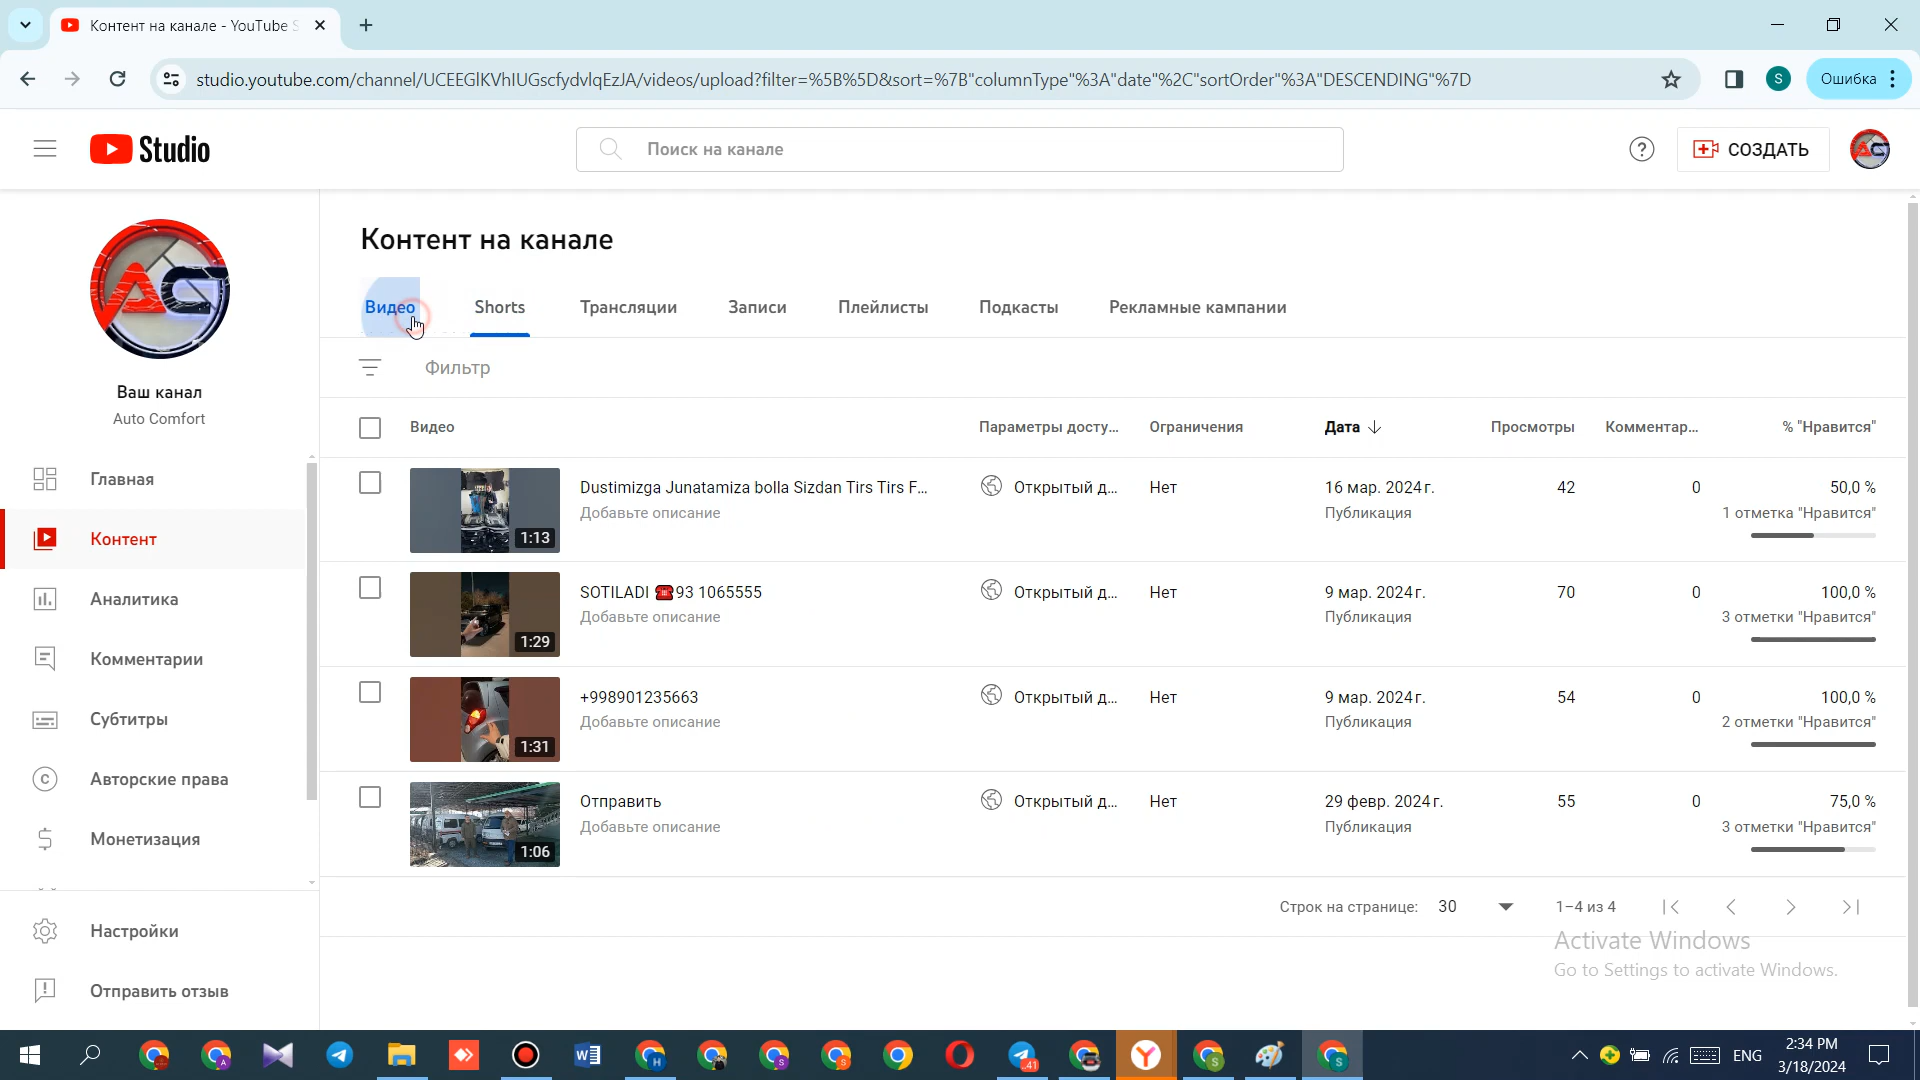 Контент на канале - YouTube S
studio.youtube.com/channel/UCEEGlKVhIUGscfydvlqEzJA/videos/upload?filter=%5B%5D&sort=%7B"columnType"%3A"date"%2C"sortOrder"%3A"DESCENDING"%7D
S
Ошибка
Studio
Поиск на канале
СОЗДАТЬ
AG
Ваш канал
Auto Comfort
Главная
Контент
Аналитика
Комментарии
Субтитры
Авторские права
Монетизация
Настройки
Отправить отзыв
Контент на канале
Видео Shorts Трансляции Записи Плейлисты Подкасты Рекламные кампании
Фильтр
Видео Параметры досту... Ограничения Дата Просмотры Комментар... % "Нравится"
Dustimizga Junatamiza bolla Sizdan Tirs Tirs F... Открытый д... Нет 16 мар. 2024 г. 42 0 50,0 %
Добавьте описание Публикация 1 отметка "Нравится"
1:13
SOTILADI ☎️93 1065555 Открытый д... Нет 9 мар. 2024 г. 70 0 100,0 %
Добавьте описание Публикация 3 отметки "Нравится"
1:29
+998901235663 Открытый д... Нет 9 мар. 2024 г. 54 0 100,0 %
Добавьте описание Публикация 2 отметки "Нравится"
1:31
Отправить Открытый д... Нет 29 февр. 2024 г. 55 0 75,0 %
Добавьте описание Публикация 3 отметки "Нравится"
1:06
Строк на странице: 30 1–4 из 4
Activate Windows
Go to Settings to activate Windows.
41
ENG
2:34 PM
3/18/2024